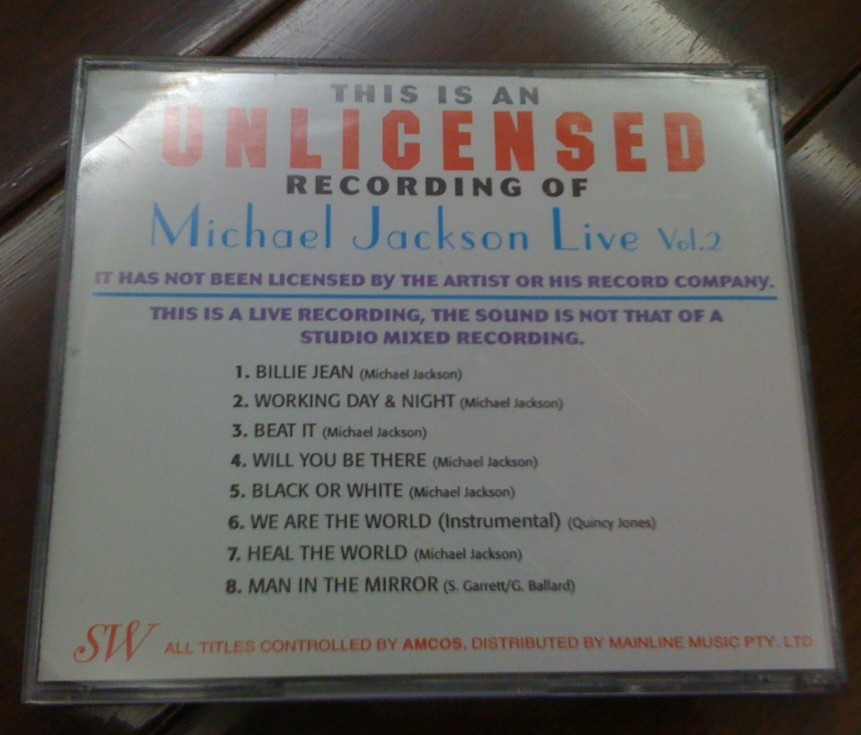 THIS IS AN
UNLICENSED
RECORDING OF
Michael Jackson Live Vol.2
IT HAS NOT BEEN LICENSED BY THE ARTIST OR HIS RECORD COMPANY.
THIS IS A LIVE RECORDING, THE SOUND IS NOT THAT OF A
STUDIO MIXED RECORDING.
1. BILLIE JEAN (Michael Jackson)
2. WORKING DAY & NIGHT (Michael Jackson)
3. BEAT IT (Michael Jackson)
4. WILL YOU BE THERE (Michael Jackson)
5. BLACK OR WHITE (Michael Jackson)
6. WE ARE THE WORLD (Instrumental) (Quincy Jones)
7. HEAL THE WORLD (Michael Jackson)
8. MAN IN THE MIRROR (S. Garrett/G. Ballard)
SW ALL TITLES CONTROLLED BY AMCOS. DISTRIBUTED BY MAINLINE MUSIC PTY. LTD